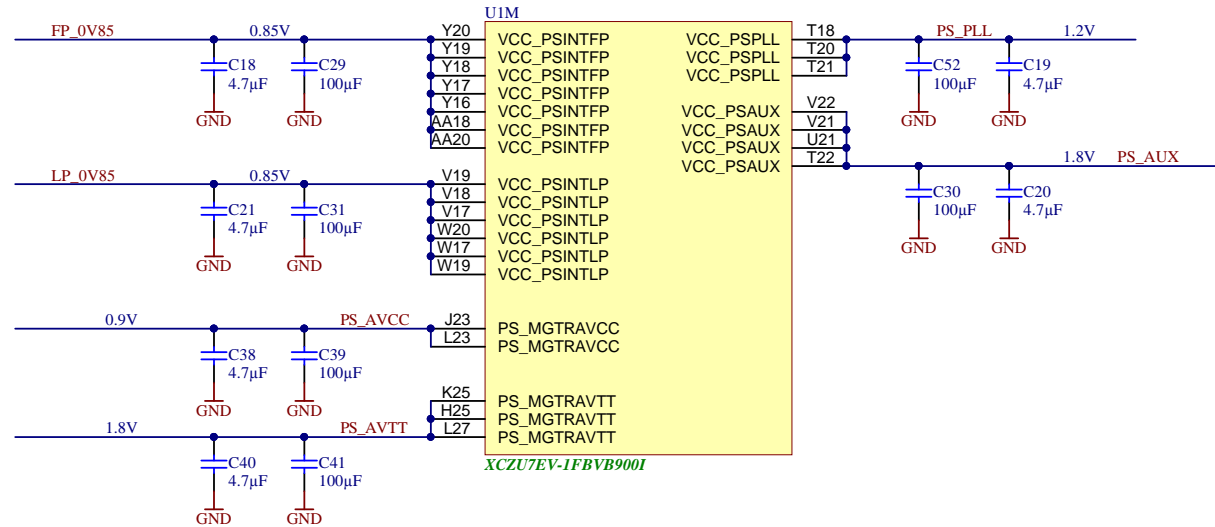 U1M
FP_0V85 0.85V
C18 4.7µF GND
C29 100µF GND
Y20 VCC_PSINTFP
Y19 VCC_PSINTFP
Y18 VCC_PSINTFP
Y17 VCC_PSINTFP
Y16 VCC_PSINTFP
AA18 VCC_PSINTFP
AA20 VCC_PSINTFP
LP_0V85 0.85V
C21 4.7µF GND
C31 100µF GND
V19 VCC_PSINTLP
V18 VCC_PSINTLP
V17 VCC_PSINTLP
W20 VCC_PSINTLP
W17 VCC_PSINTLP
W19 VCC_PSINTLP
0.9V PS_AVCC
C38 4.7µF GND
C39 100µF GND
J23 PS_MGTRAVCC
L23 PS_MGTRAVCC
1.8V PS_AVTT
C40 4.7µF GND
C41 100µF GND
K25 PS_MGTRAVTT
H25 PS_MGTRAVTT
L27 PS_MGTRAVTT
VCC_PSPLL T18
VCC_PSPLL T20
VCC_PSPLL T21
PS_PLL 1.2V
C52 100µF GND
C19 4.7µF GND
VCC_PSAUX V22
VCC_PSAUX V21
VCC_PSAUX U21
VCC_PSAUX T22
1.8V PS_AUX
C30 100µF GND
C20 4.7µF GND
XCZU7EV-1FBVB900I